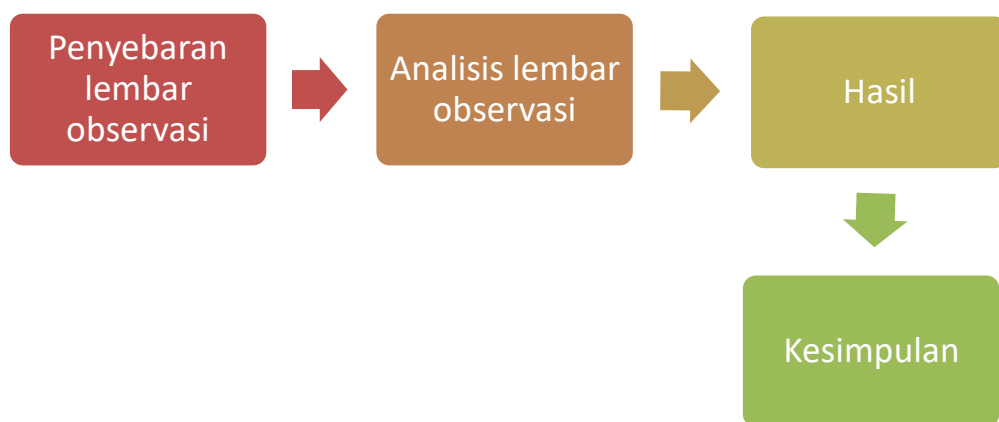 Penyebaran
lembar
observasi
Analisis lembar
observasi
Hasil
Kesimpulan